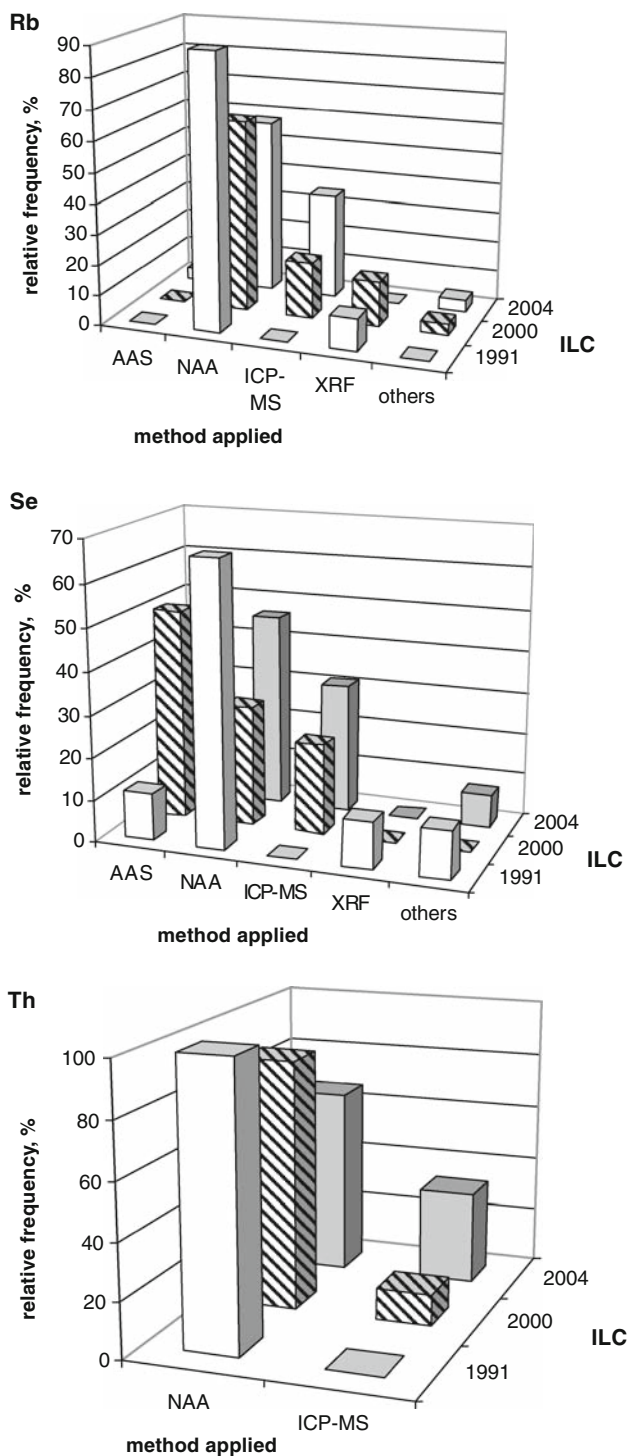 Rb
relative frequency, %
90
80
70
60
50
40
30
20
10
0
AAS
NAA
ICP-
MS
XRF
others
1991
2000
2004
ILC
method applied
Se
relative frequency, %
70
60
50
40
30
20
10
0
AAS
NAA
ICP-MS
XRF
others
1991
2000
2004
ILC
method applied
Th
relative frequency, %
100
80
60
40
20
0
NAA
ICP-MS
1991
2000
2004
ILC
method applied